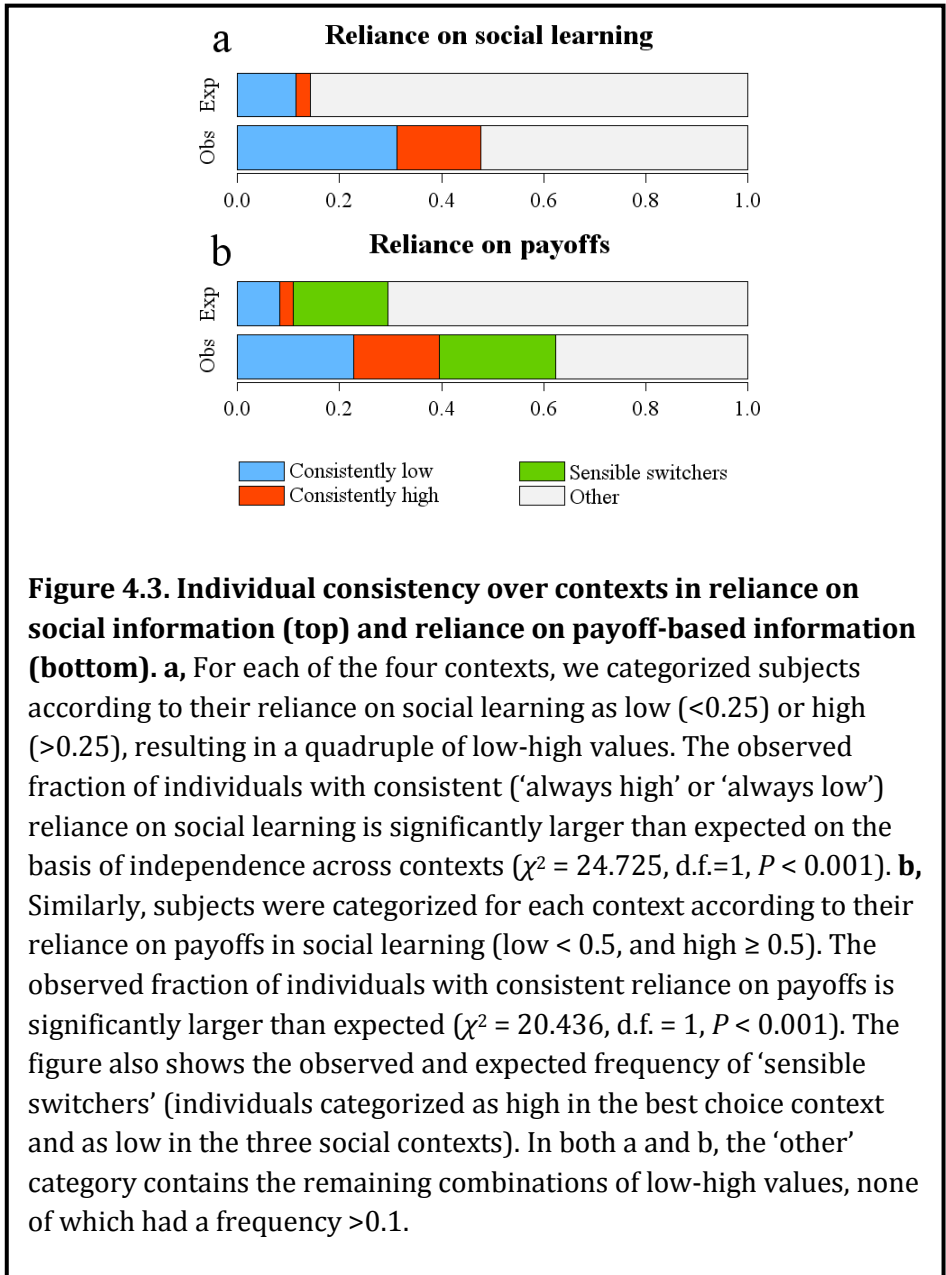 a
Reliance on social learning
Exp
Obs
0.0 0.2 0.4 0.6 0.8 1.0
b
Reliance on payoffs
Exp
Obs
0.0 0.2 0.4 0.6 0.8 1.0
Consistently low Sensible switchers
Consistently high Other
Figure 4.3. Individual consistency over contexts in reliance on
social information (top) and reliance on payoff-based information
(bottom). a, For each of the four contexts, we categorized subjects
according to their reliance on social learning as low (<0.25) or high
(>0.25), resulting in a quadruple of low-high values. The observed
fraction of individuals with consistent (‘always high’ or ‘always low’)
reliance on social learning is significantly larger than expected on the
basis of independence across contexts (χ² = 24.725, d.f.=1, P < 0.001). b,
Similarly, subjects were categorized for each context according to their
reliance on payoffs in social learning (low < 0.5, and high ≥ 0.5). The
observed fraction of individuals with consistent reliance on payoffs is
significantly larger than expected (χ² = 20.436, d.f. = 1, P < 0.001). The
figure also shows the observed and expected frequency of ‘sensible
switchers’ (individuals categorized as high in the best choice context
and as low in the three social contexts). In both a and b, the ‘other’
category contains the remaining combinations of low-high values, none
of which had a frequency >0.1.